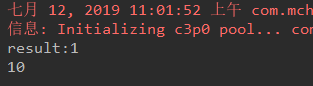 七月 12, 2019 11:01:52 上午 com.mch
信息: Initializing c3p0 pool... com
result:1
10